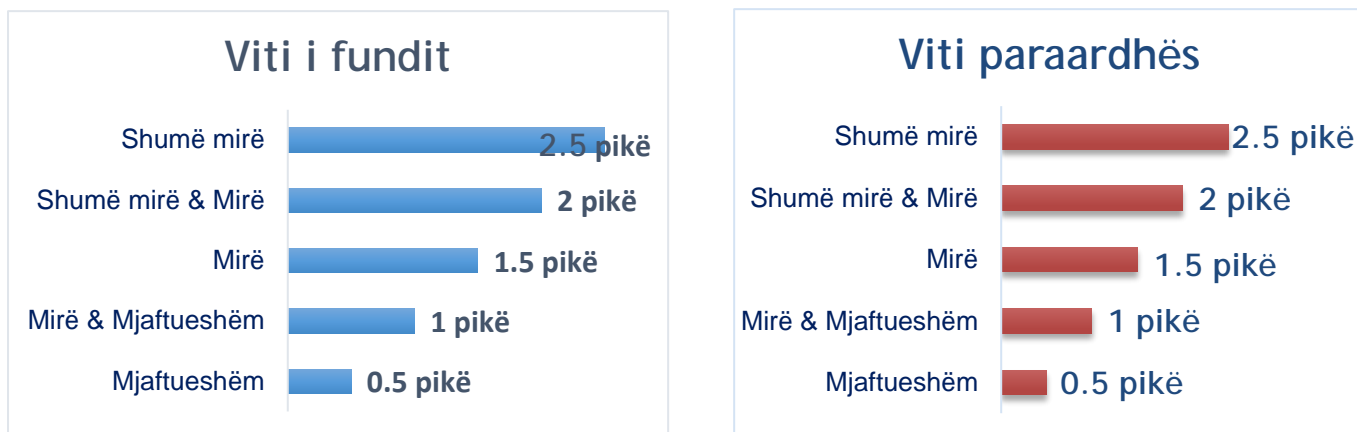 Viti i fundit
Shumë mirë 2.5 pikë
Shumë mirë & Mirë 2 pikë
Mirë 1.5 pikë
Mirë & Mjaftueshëm 1 pikë
Mjaftueshëm 0.5 pikë
Viti paraardhës
Shumë mirë 2.5 pikë
Shumë mirë & Mirë 2 pikë
Mirë 1.5 pikë
Mirë & Mjaftueshëm 1 pikë
Mjaftueshëm 0.5 pikë